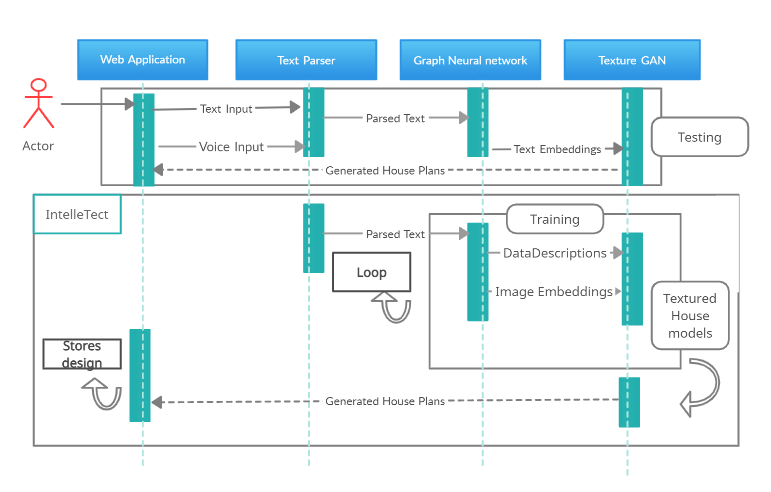 Web Application
Text Parser
Graph Neural network
Texture GAN
Actor
Text Input
Parsed Text
Testing
Voice Input
Text Embeddings
Generated House Plans
IntelleTect
Training
Parsed Text
DataDescriptions
Loop
Image Embeddings
Textured
House
models
Stores
design
Generated House Plans